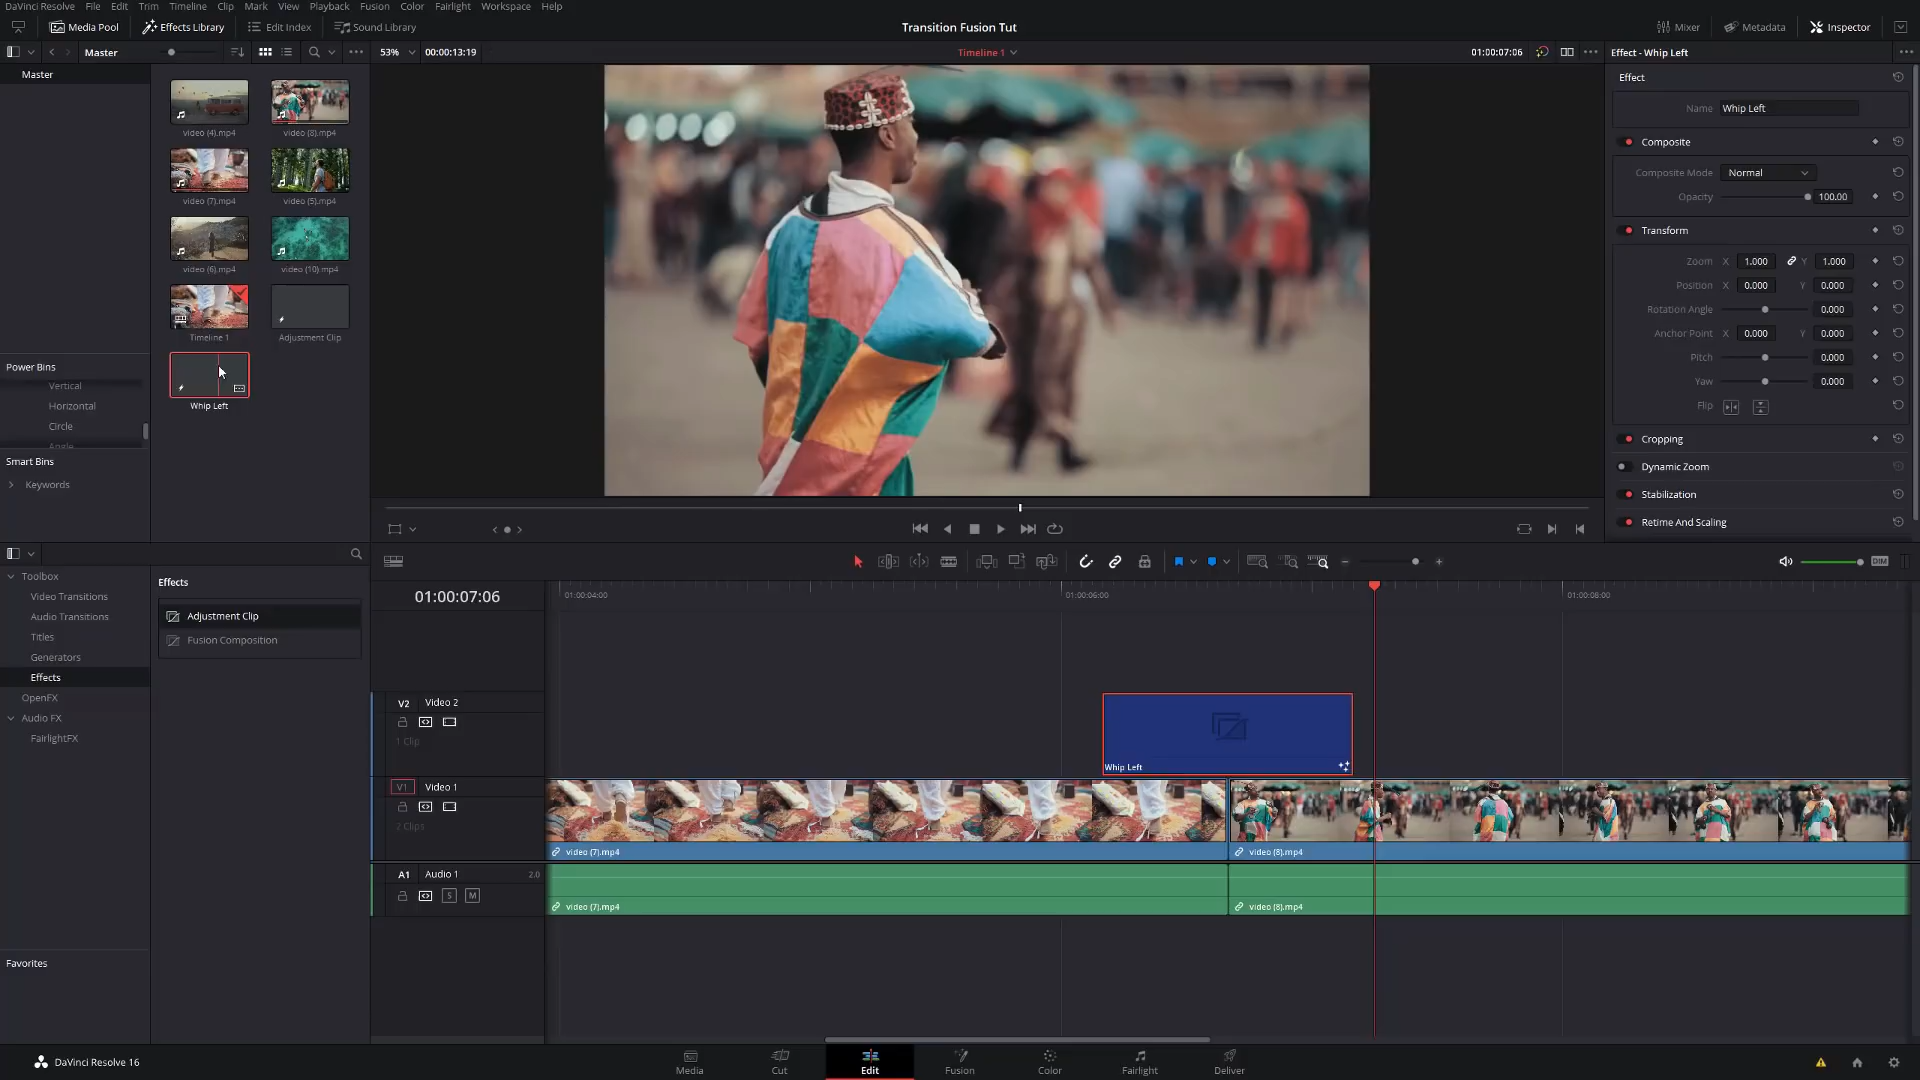 DaVinci Resolve File Edit Trim Timeline Clip Mark View Playback Fusion Color Fairlight Workspace Help
Media Pool Effects Library Edit Index Sound Library
Transition Fusion Tut
Mixer Metadata Inspector
Master
53% 00:00:13:19
Timeline 1
01:00:07:06
Effect - Whip Left
Master
video (4).mp4
video (8).mp4
video (7).mp4
video (5).mp4
video (6).mp4
video (10).mp4
Timeline 1
Adjustment Clip
Whip Left
Power Bins
Vertical
Horizontal
Circle
Angle
Smart Bins
Keywords
Effect
Name Whip Left
Composite
Composite Mode Normal
Opacity 100.00
Transform
Zoom X 1.000 Y 1.000
Position X 0.000 Y 0.000
Rotation Angle 0.000
Anchor Point X 0.000 Y 0.000
Pitch 0.000
Yaw 0.000
Flip
Cropping
Dynamic Zoom
Stabilization
Retime And Scaling
Toolbox
Video Transitions
Audio Transitions
Titles
Generators
Effects
OpenFX
Audio FX
FairlightFX
Favorites
Effects
Adjustment Clip
Fusion Composition
DIM
01:00:07:06
01:00:04:00
01:00:06:00
01:00:08:00
V2 Video 2
1 Clip
Whip Left
V1 Video 1
2 Clips
video (7).mp4
video (8).mp4
A1 Audio 1 2.0
S M
video (7).mp4
video (8).mp4
DaVinci Resolve 16
Media Cut Edit Fusion Color Fairlight Deliver